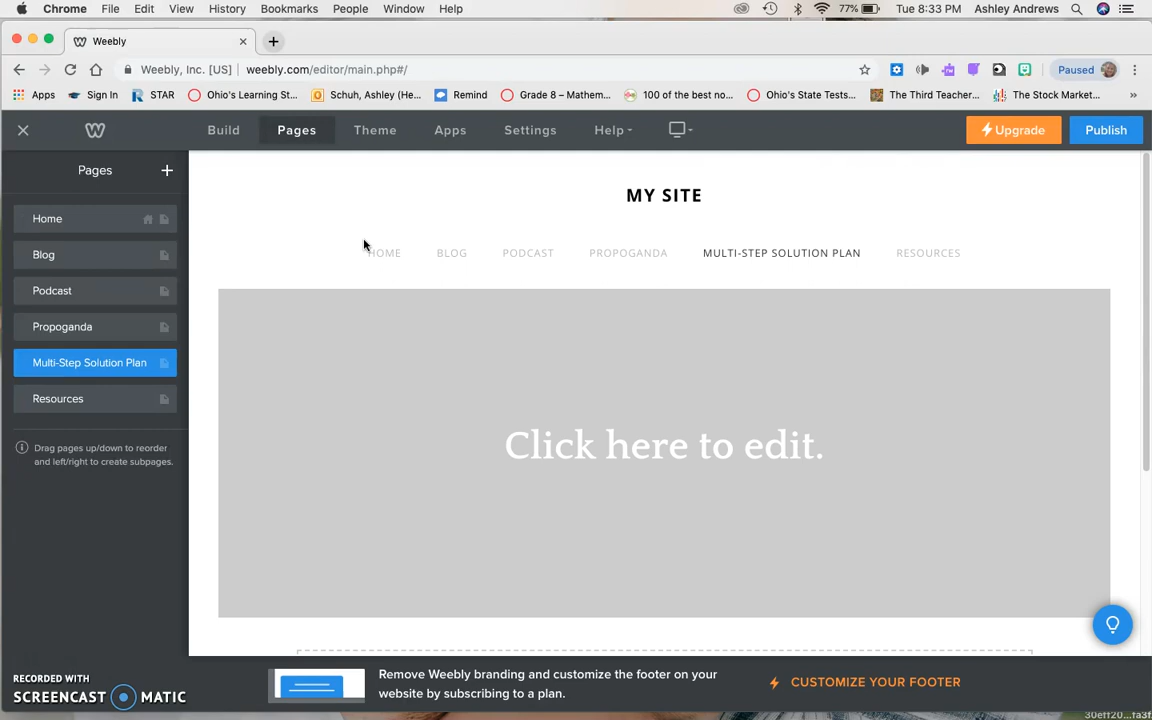 Chrome File Edit View History Bookmarks People Window Help 77% Tue 8:33 PM Ashley Andrews
Weebly
Weebly, Inc. [US] weebly.com/editor/main.php#/ Paused
Apps Sign In STAR Ohio's Learning St... Schuh, Ashley (He... Remind Grade 8 – Mathem... 100 of the best no... Ohio's State Tests... The Third Teacher... The Stock Market... »
Build Pages Theme Apps Settings Help Upgrade Publish
Pages
MY SITE
Home
Blog
Podcast
Propoganda
Multi-Step Solution Plan
Resources
Drag pages up/down to reorder
and left/right to create subpages.
HOME BLOG PODCAST PROPOGANDA MULTI-STEP SOLUTION PLAN RESOURCES
Click here to edit.
RECORDED WITH
SCREENCAST MATIC
Remove Weebly branding and customize the footer on your
website by subscribing to a plan.
CUSTOMIZE YOUR FOOTER